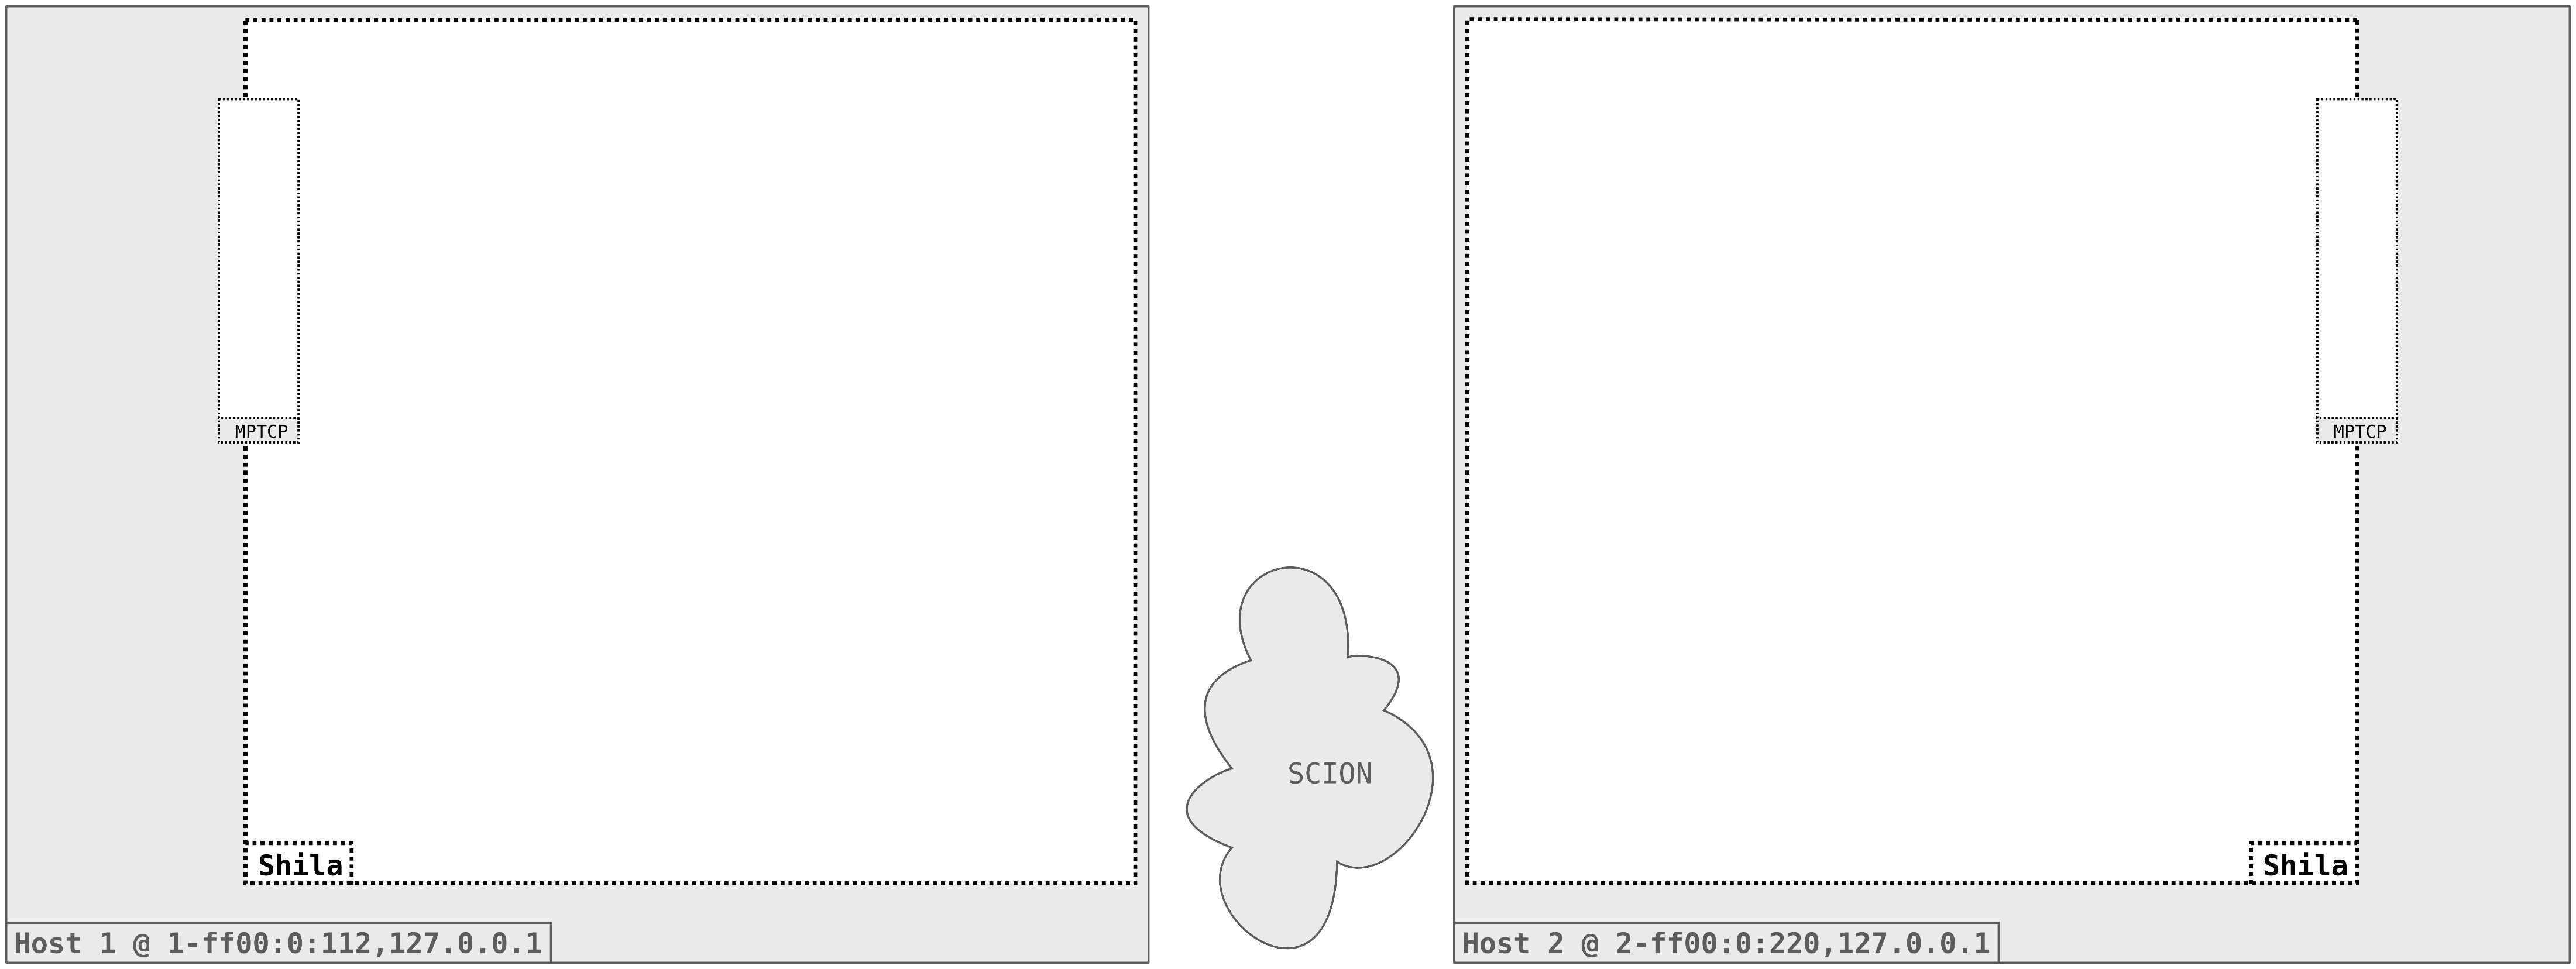 MPTCP
MPTCP
SCION
Shila
Shila
Host 1 @ 1-ff00:0:112,127.0.0.1
Host 2 @ 2-ff00:0:220,127.0.0.1